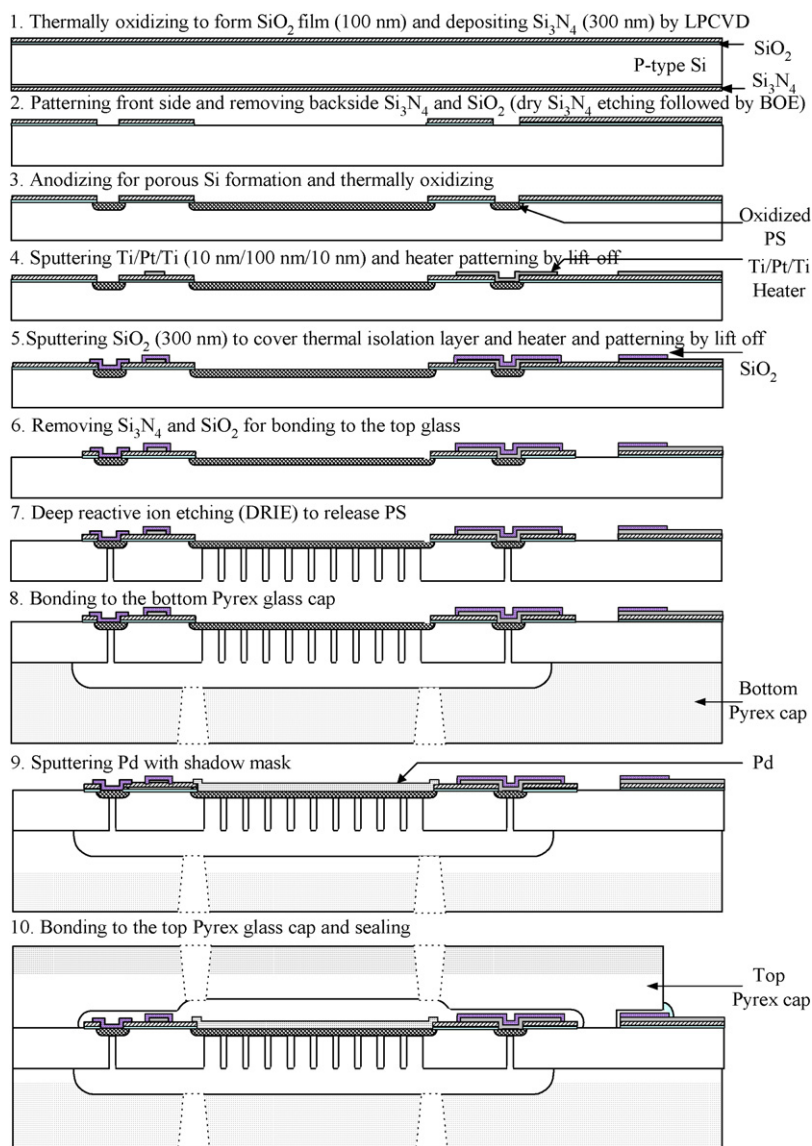 1. Thermally oxidizing to form SiO₂ film (100 nm) and depositing Si₃N₄ (300 nm) by LPCVD
SiO₂
P-type Si
Si₃N₄
2. Patterning front side and removing backside Si₃N₄ and SiO₂ (dry Si₃N₄ etching followed by BOE)
3. Anodizing for porous Si formation and thermally oxidizing
Oxidized
PS
4. Sputtering Ti/Pt/Ti (10 nm/100 nm/10 nm) and heater patterning by lift off
Ti/Pt/Ti
Heater
5.Sputtering SiO₂ (300 nm) to cover thermal isolation layer and heater and patterning by lift off
SiO₂
6. Removing Si₃N₄ and SiO₂ for bonding to the top glass
7. Deep reactive ion etching (DRIE) to release PS
8. Bonding to the bottom Pyrex glass cap
Bottom
Pyrex cap
9. Sputtering Pd with shadow mask
Pd
10. Bonding to the top Pyrex glass cap and sealing
Top
Pyrex cap